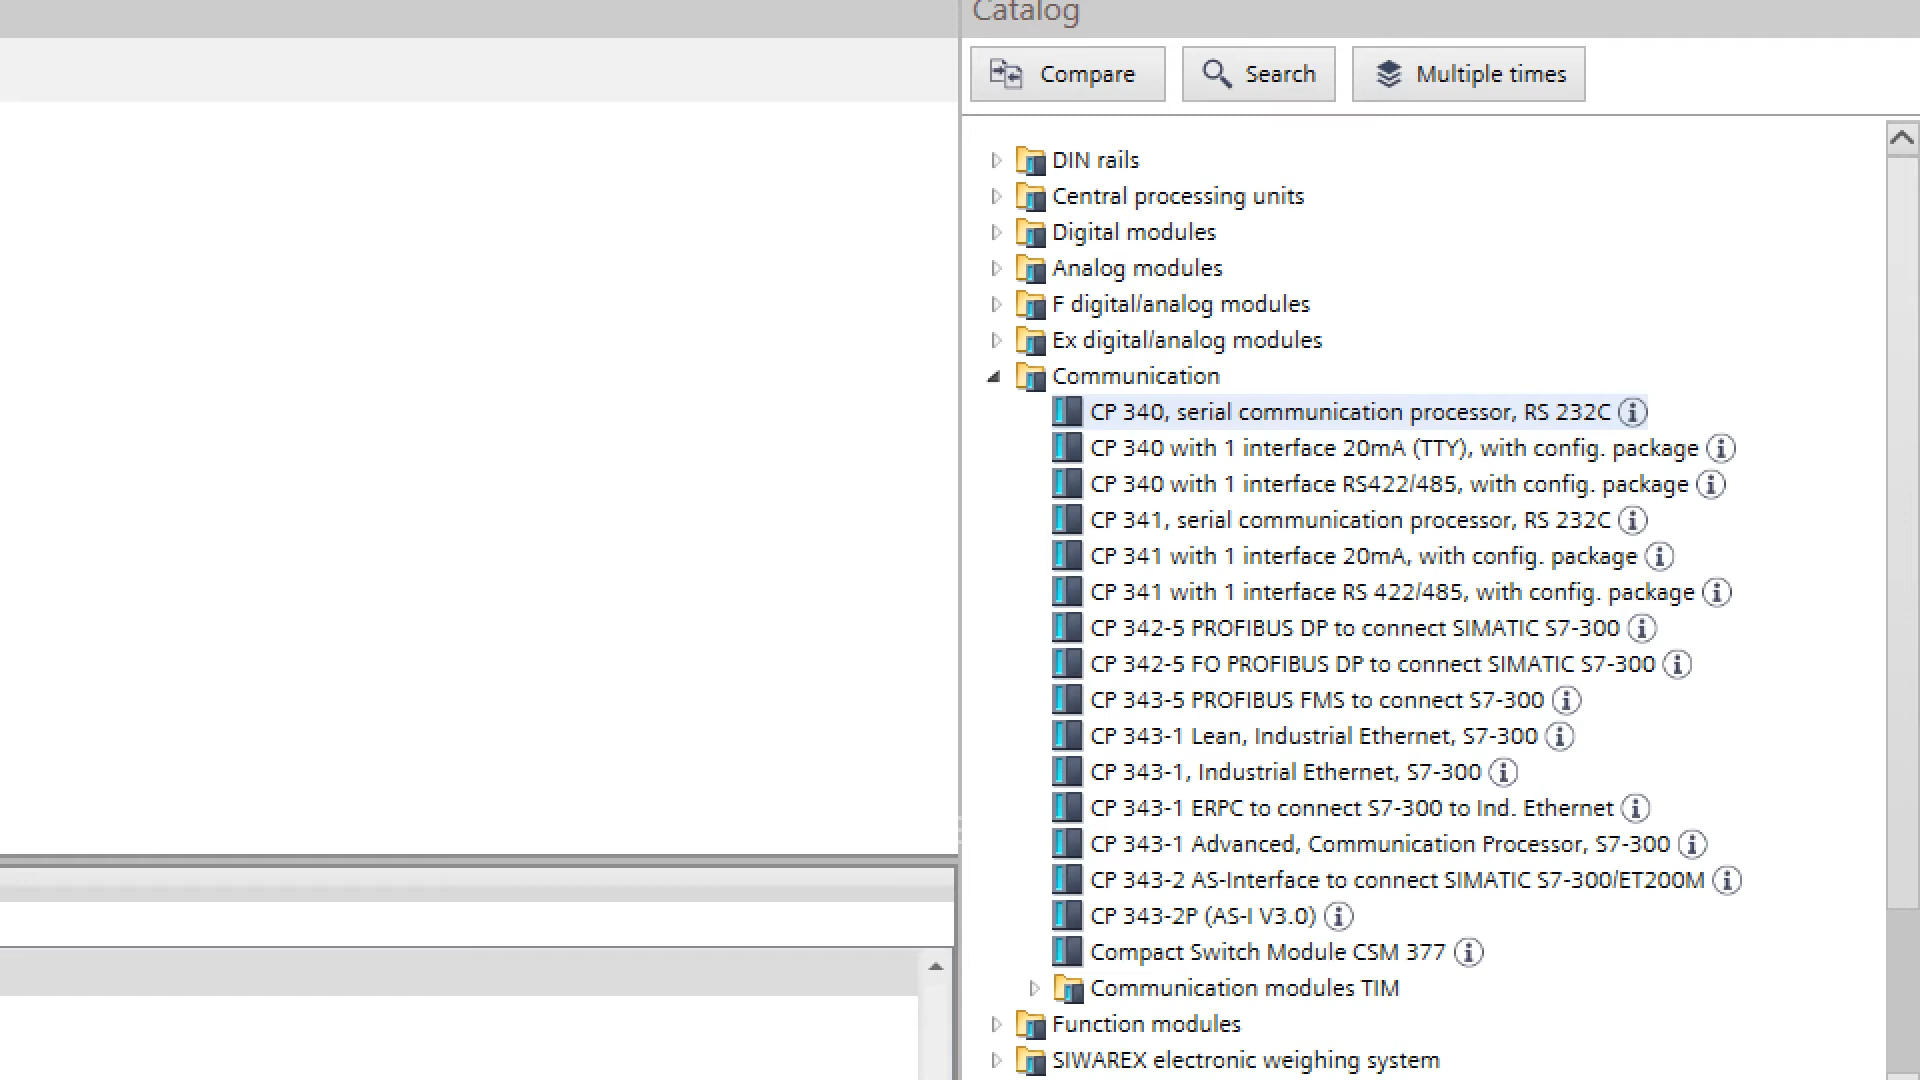 Catalog
Compare
Search
Multiple times
DIN rails
Central processing units
Digital modules
Analog modules
F digital/analog modules
Ex digital/analog modules
Communication
CP 340, serial communication processor, RS 232C
CP 340 with 1 interface 20mA (TTY), with config. package
CP 340 with 1 interface RS422/485, with config. package
CP 341, serial communication processor, RS 232C
CP 341 with 1 interface 20mA, with config. package
CP 341 with 1 interface RS 422/485, with config. package
CP 342-5 PROFIBUS DP to connect SIMATIC S7-300
CP 342-5 FO PROFIBUS DP to connect SIMATIC S7-300
CP 343-5 PROFIBUS FMS to connect S7-300
CP 343-1 Lean, Industrial Ethernet, S7-300
CP 343-1, Industrial Ethernet, S7-300
CP 343-1 ERPC to connect S7-300 to Ind. Ethernet
CP 343-1 Advanced, Communication Processor, S7-300
CP 343-2 AS-Interface to connect SIMATIC S7-300/ET200M
CP 343-2P (AS-I V3.0)
Compact Switch Module CSM 377
Communication modules TIM
Function modules
SIWAREX electronic weighing system